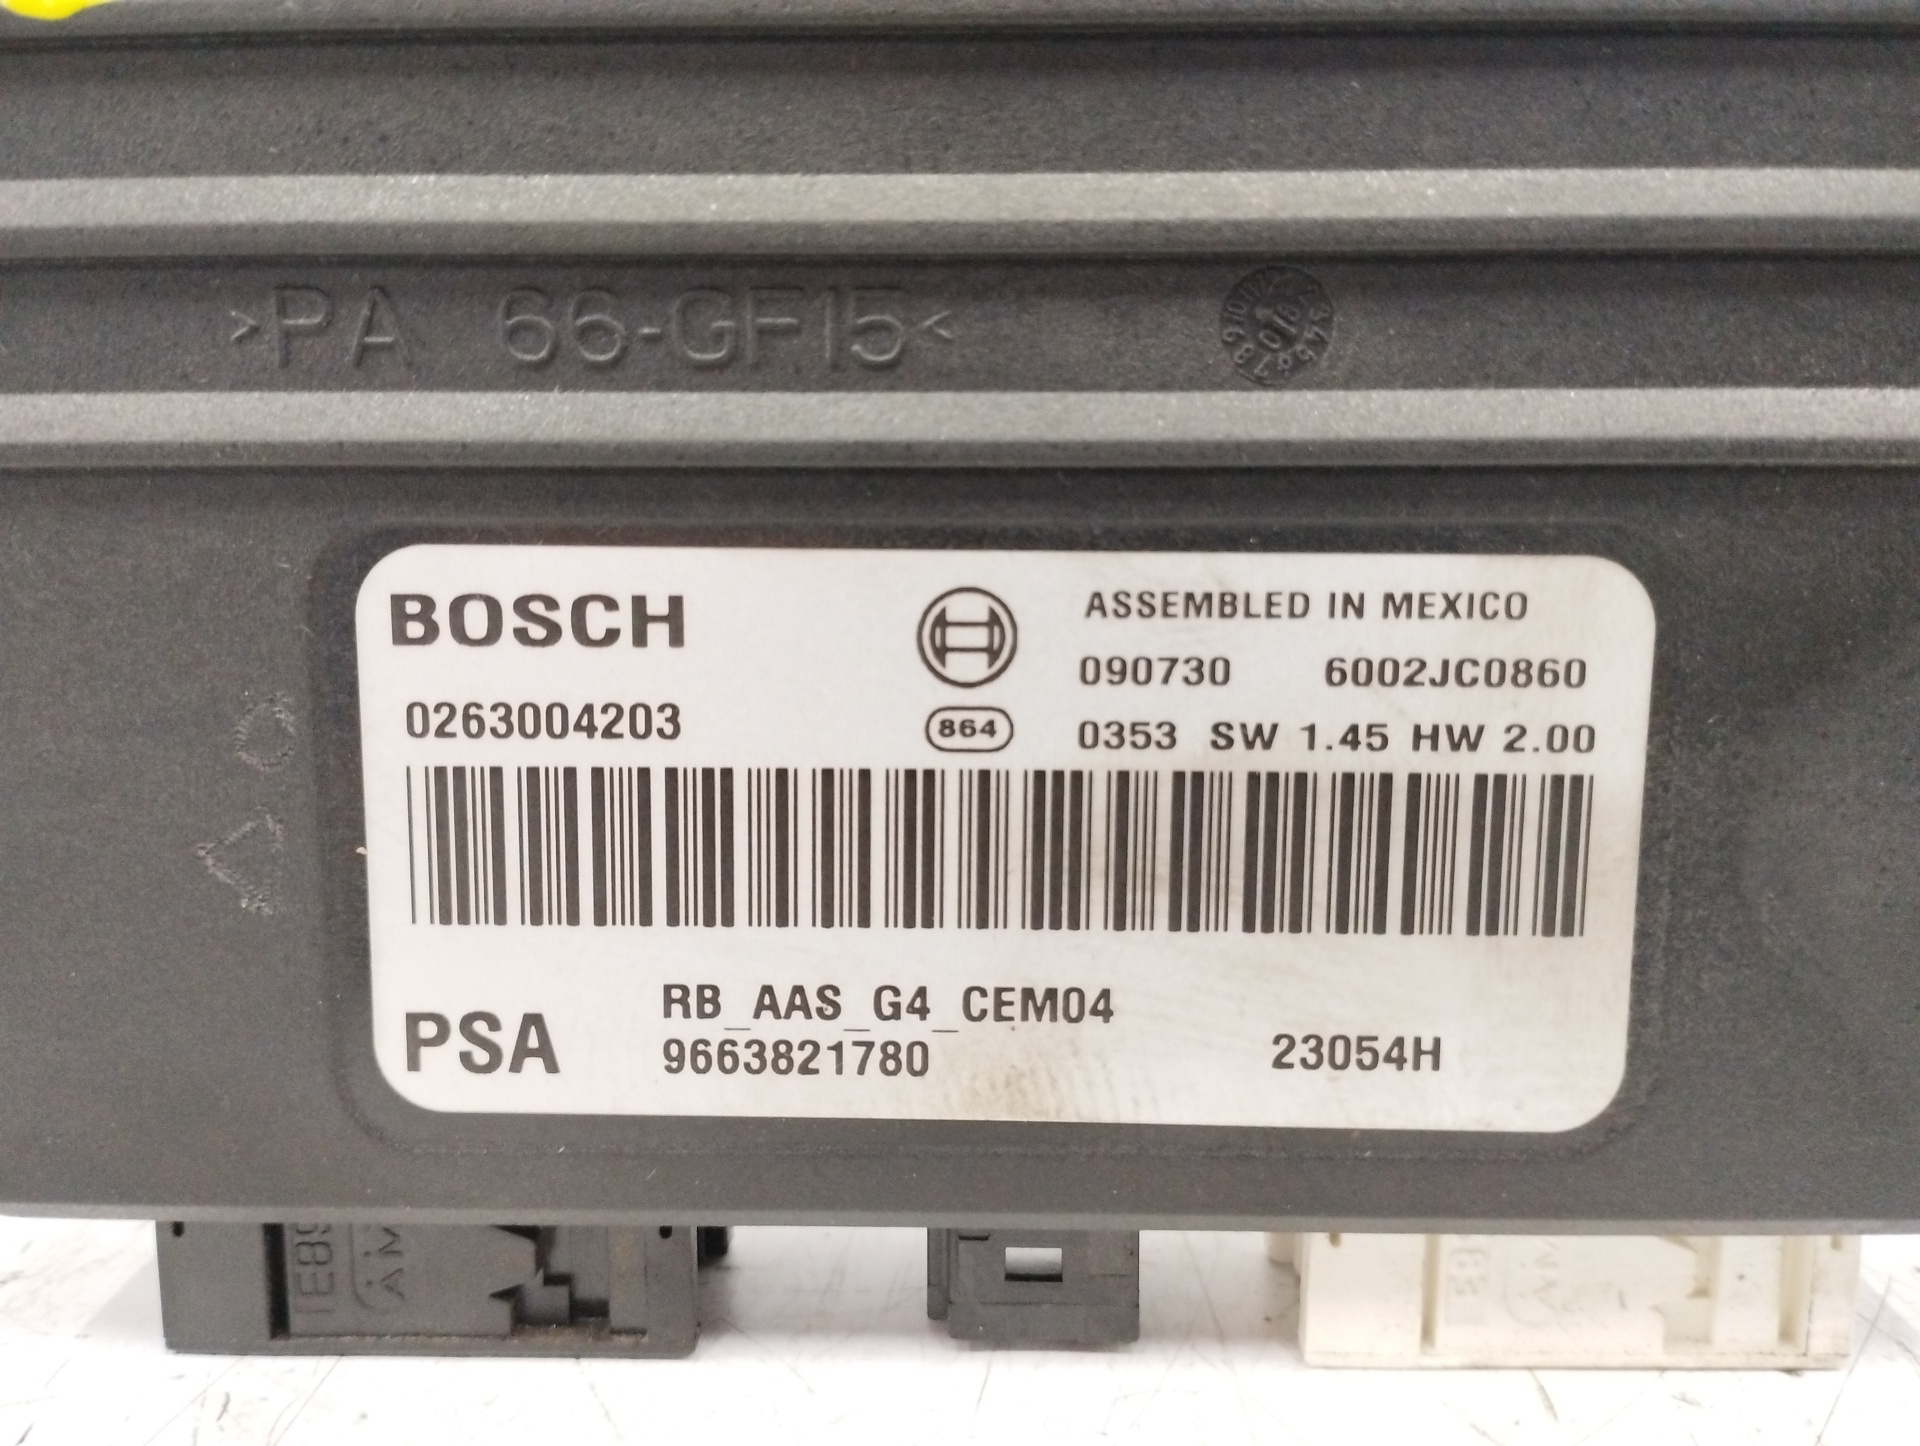 >PA 66-GF15<
BOSCH
ASSEMBLED IN MEXICO
090730 6002JC0860
0263004203
864
0353 SW 1.45 HW 2.00
RB_AAS_G4_CEM04
PSA
9663821780
23054H